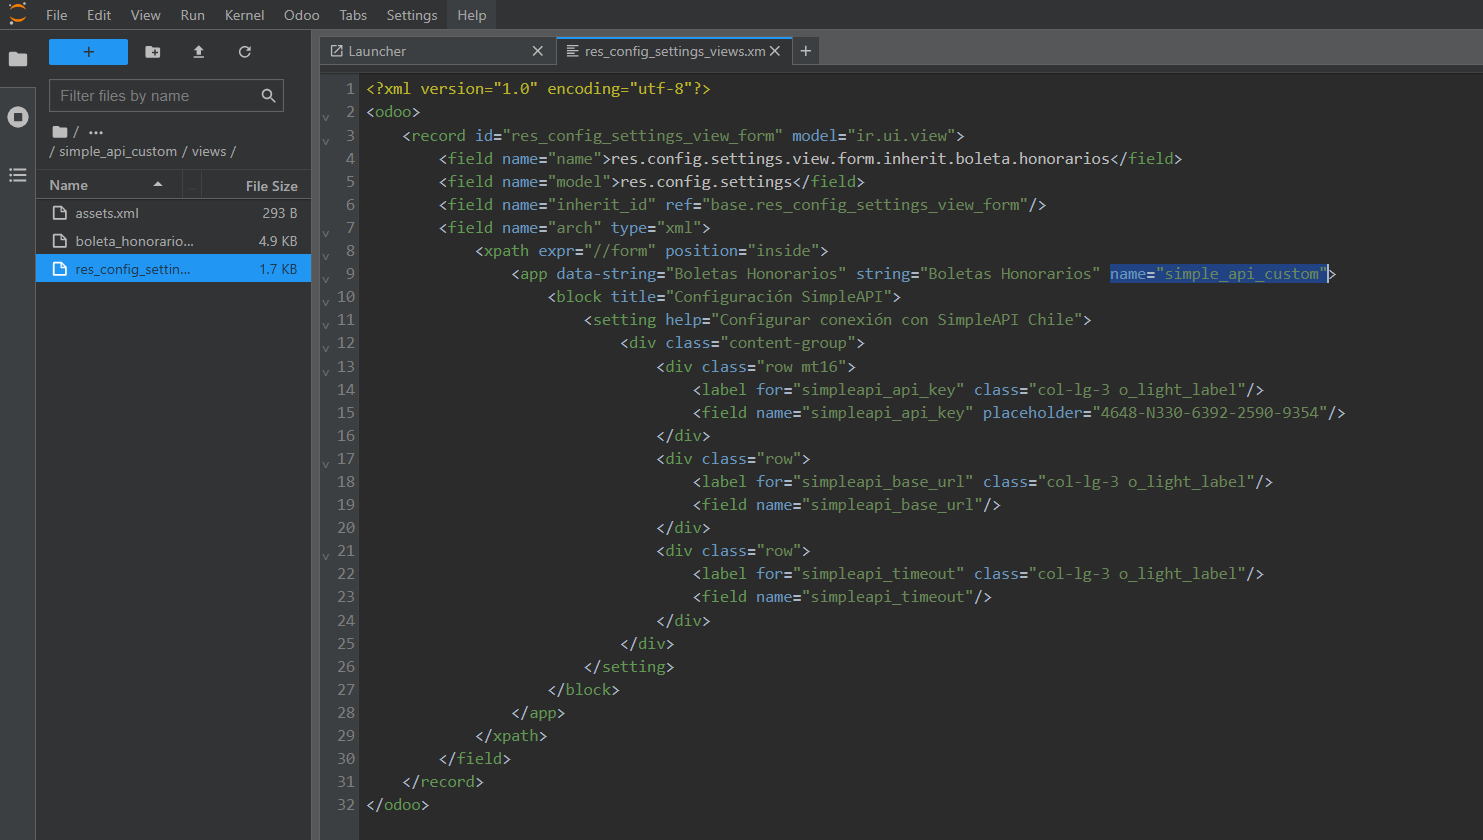 File Edit View Run Kernel Odoo Tabs Settings Help
+
Filter files by name
/ ...
/ simple_api_custom / views /
Name ... File Size
assets.xml 293 B
boleta_honorario... 4.9 KB
res_config_settin... 1.7 KB
Launcher
res_config_settings_views.xm
+
1 <?xml version="1.0" encoding="utf-8"?>
2 <odoo>
3 <record id="res_config_settings_view_form" model="ir.ui.view">
4 <field name="name">res.config.settings.view.form.inherit.boleta.honorarios</field>
5 <field name="model">res.config.settings</field>
6 <field name="inherit_id" ref="base.res_config_settings_view_form"/>
7 <field name="arch" type="xml">
8 <xpath expr="//form" position="inside">
9 <app data-string="Boletas Honorarios" string="Boletas Honorarios" name="simple_api_custom">
10 <block title="Configuración SimpleAPI">
11 <setting help="Configurar conexión con SimpleAPI Chile">
12 <div class="content-group">
13 <div class="row mt16">
14 <label for="simpleapi_api_key" class="col-lg-3 o_light_label"/>
15 <field name="simpleapi_api_key" placeholder="4648-N330-6392-2590-9354"/>
16 </div>
17 <div class="row">
18 <label for="simpleapi_base_url" class="col-lg-3 o_light_label"/>
19 <field name="simpleapi_base_url"/>
20 </div>
21 <div class="row">
22 <label for="simpleapi_timeout" class="col-lg-3 o_light_label"/>
23 <field name="simpleapi_timeout"/>
24 </div>
25 </div>
26 </setting>
27 </block>
28 </app>
29 </xpath>
30 </field>
31 </record>
32 </odoo>